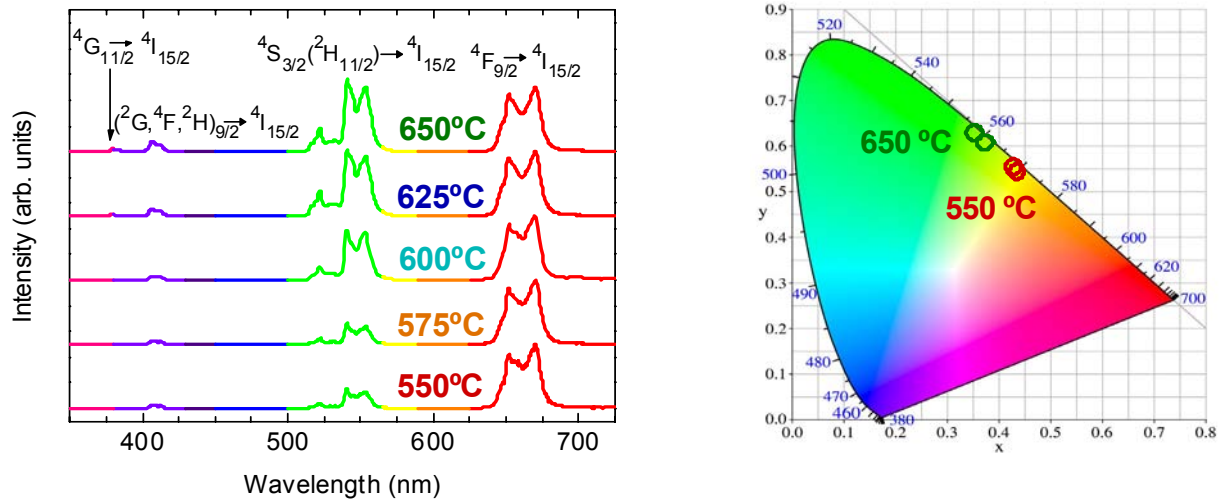 ⁴G₁₁/₂ → ⁴I₁₅/₂
⁴S₃/₂(²H₁₁/₂) → ⁴I₁₅/₂
⁴F₉/₂ → ⁴I₁₅/₂
(²G,⁴F,²H)₉/₂ → ⁴I₁₅/₂
650ºC
625ºC
600ºC
575ºC
550ºC
Intensity (arb. units)
400 500 600 700
Wavelength (nm)
0.9
0.8
0.7
0.6
0.5
y
0.4
0.3
0.2
0.1
0.0
520
540
560
580
600
620
700
500
490
480
470
460
380
650 ºC
550 ºC
0.0 0.1 0.2 0.3 0.4 0.5 0.6 0.7 0.8
x